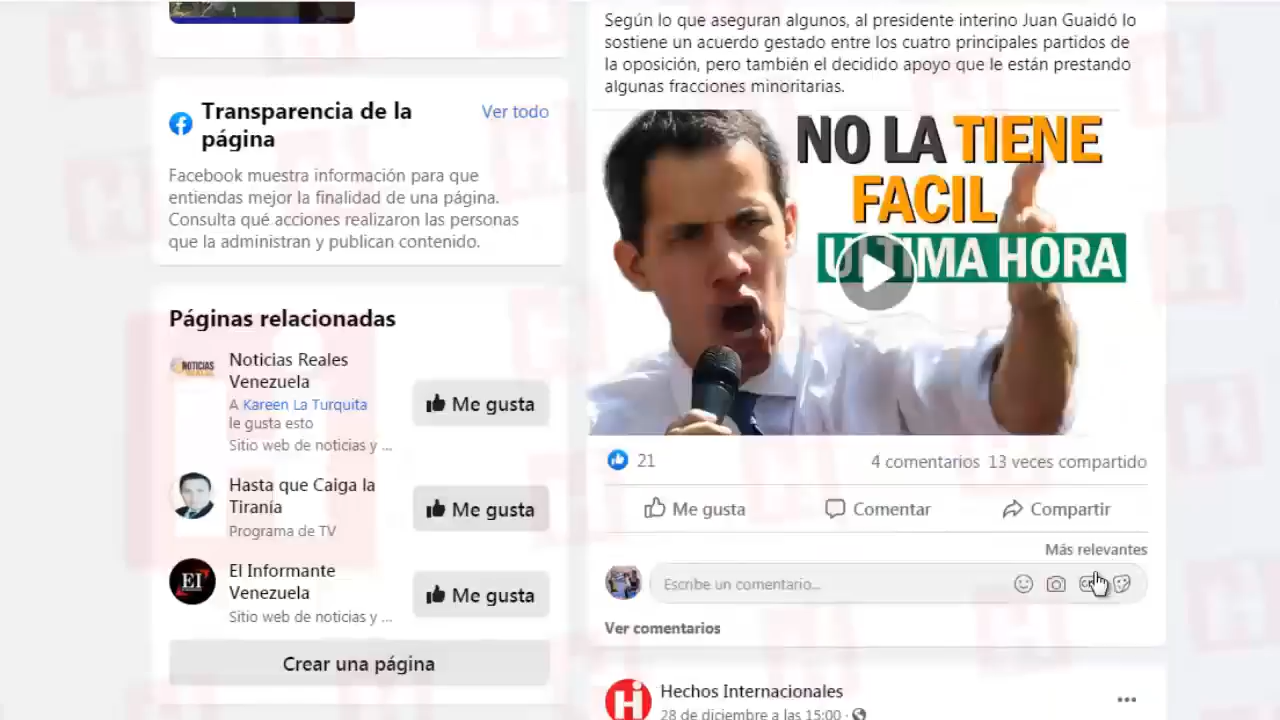 Transparencia de la
página
Ver todo
Facebook muestra información para que
entiendas mejor la finalidad de una página.
Consulta qué acciones realizaron las personas
que la administran y publican contenido.
Páginas relacionadas
NOTICIAS
Noticias Reales
Venezuela
A Kareen La Turquita
le gusta esto
Sitio web de noticias y ...
Me gusta
Hasta que Caiga la
Tiranía
Programa de TV
Me gusta
EI
El Informante
Venezuela
Sitio web de noticias y ...
Me gusta
Crear una página
Según lo que aseguran algunos, al presidente interino Juan Guaidó lo
sostiene un acuerdo gestado entre los cuatro principales partidos de
la oposición, pero también el decidido apoyo que le están prestando
algunas fracciones minoritarias.
NO LA TIENE
FACIL
ULTIMA HORA
21
4 comentarios 13 veces compartido
Me gusta Comentar Compartir
Más relevantes
Escribe un comentario...
Ver comentarios
Hi
Hechos Internacionales
28 de diciembre a las 15:00 ·